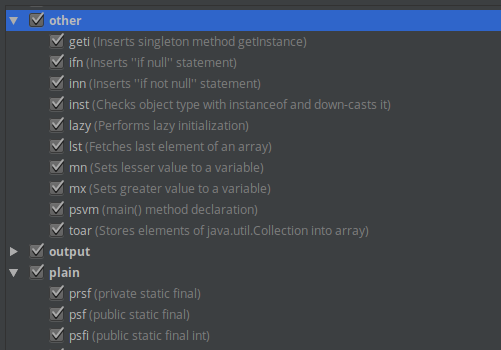 other
geti (Inserts singleton method getInstance)
ifn (Inserts ''if null'' statement)
inn (Inserts ''if not null'' statement)
inst (Checks object type with instanceof and down-casts it)
lazy (Performs lazy initialization)
lst (Fetches last element of an array)
mn (Sets lesser value to a variable)
mx (Sets greater value to a variable)
psvm (main() method declaration)
toar (Stores elements of java.util.Collection into array)
output
plain
prsf (private static final)
psf (public static final)
psfi (public static final int)